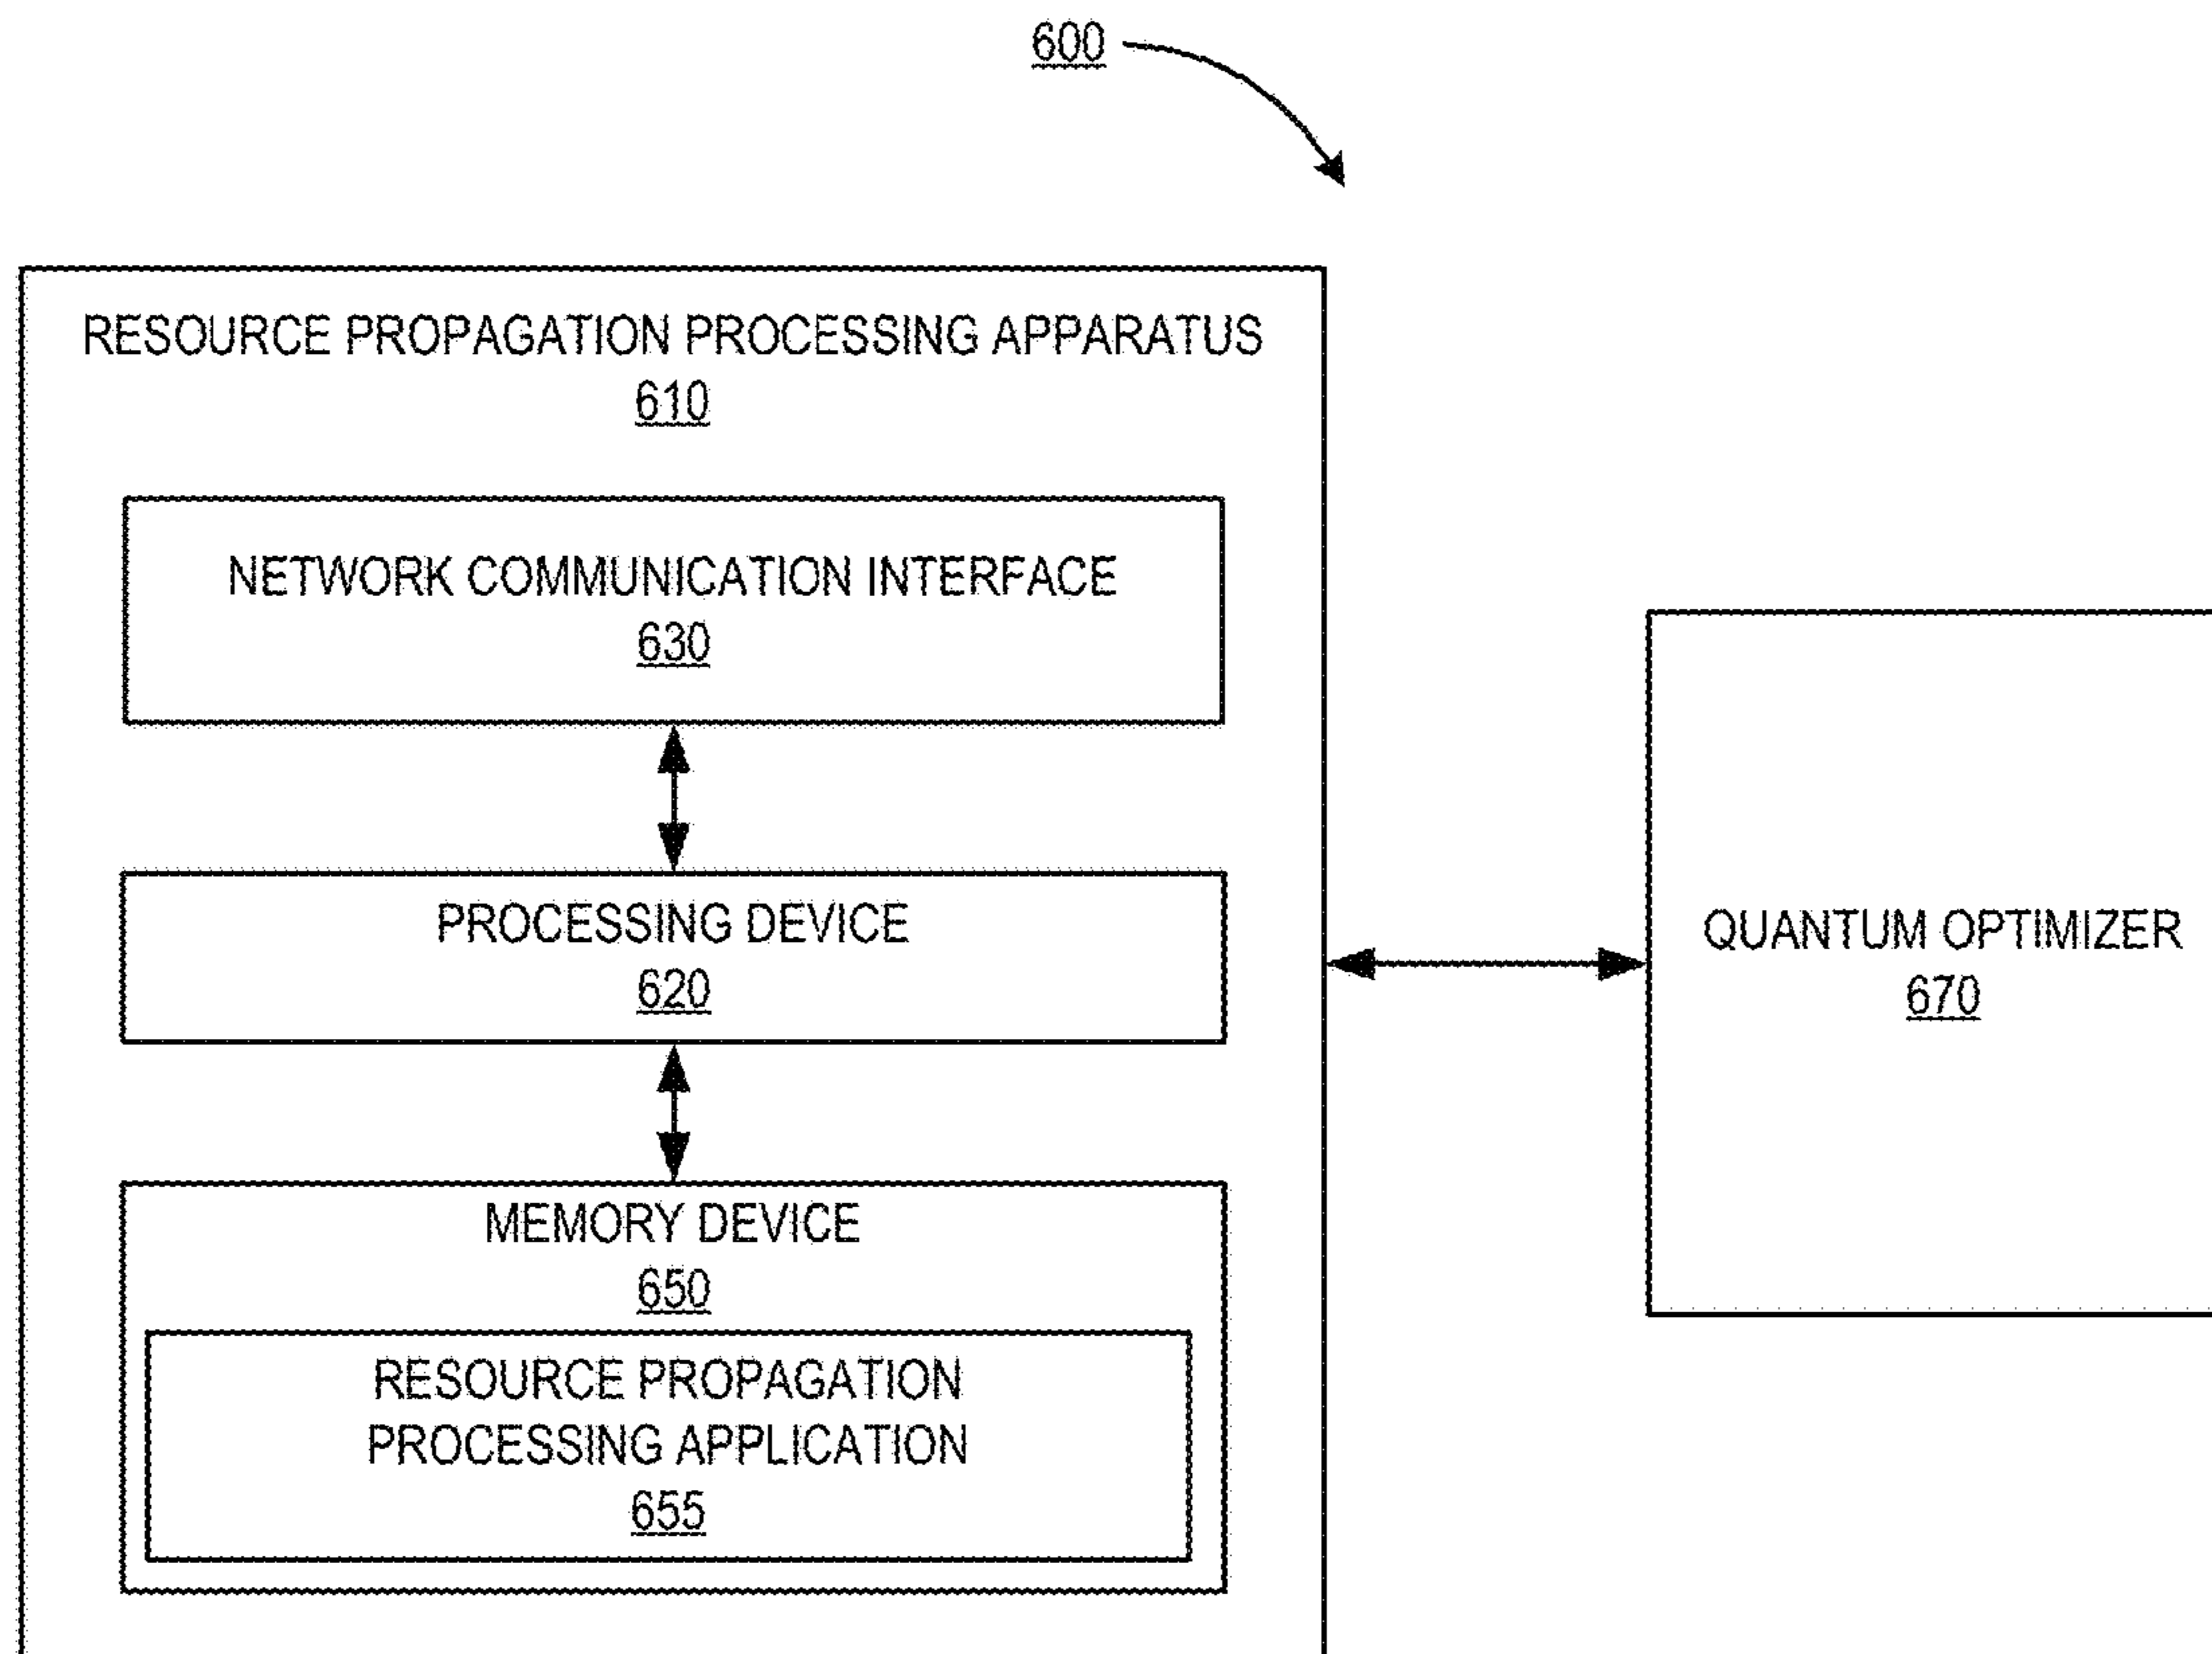 600
RESOURCE PROPAGATION PROCESSING APPARATUS
610
NETWORK COMMUNICATION INTERFACE
630
PROCESSING DEVICE
620
MEMORY DEVICE
650
RESOURCE PROPAGATION
PROCESSING APPLICATION
655
QUANTUM OPTIMIZER
670